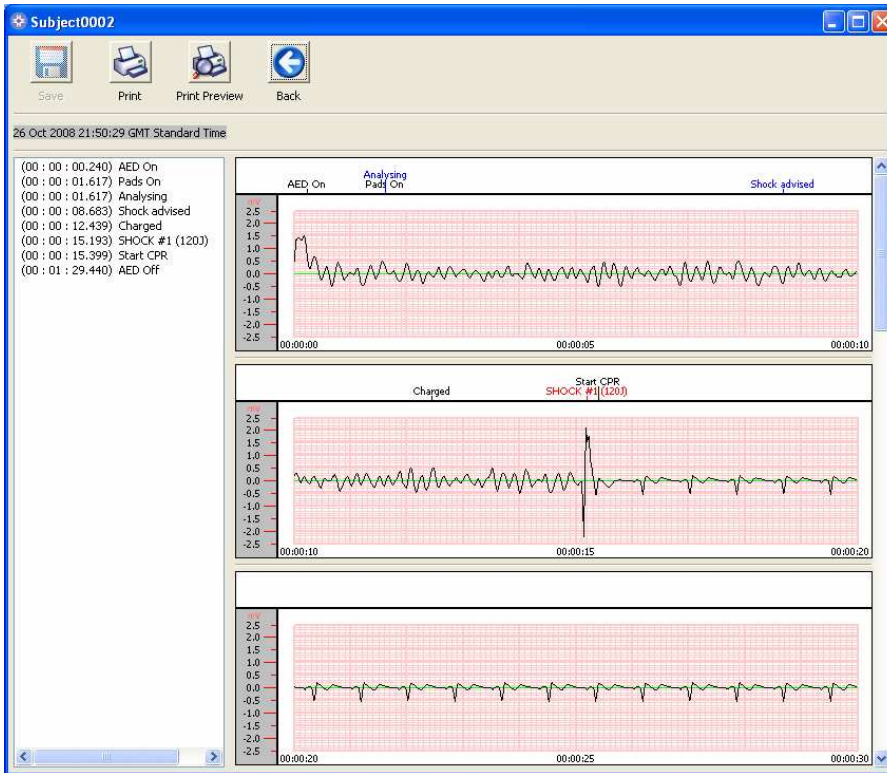 Subject0002
Save Print Print Preview Back
26 Oct 2008 21:50:29 GMT Standard Time
(00 : 00 : 00.240) AED On
(00 : 00 : 01.617) Pads On
(00 : 00 : 01.617) Analysing
(00 : 00 : 08.683) Shock advised
(00 : 00 : 12.439) Charged
(00 : 00 : 15.193) SHOCK #1 (120J)
(00 : 00 : 15.399) Start CPR
(00 : 01 : 29.440) AED Off
Analysing
AED On Pads On Shock advised
mV
2.5
2.0
1.5
1.0
0.5
0.0
-0.5
-1.0
-1.5
-2.0
-2.5
00:00:00 00:00:05 00:00:10
Start CPR
Charged SHOCK #1 (120J)
mV
2.5
2.0
1.5
1.0
0.5
0.0
-0.5
-1.0
-1.5
-2.0
-2.5
00:00:10 00:00:15 00:00:20
mV
2.5
2.0
1.5
1.0
0.5
0.0
-0.5
-1.0
-1.5
-2.0
-2.5
00:00:20 00:00:25 00:00:30